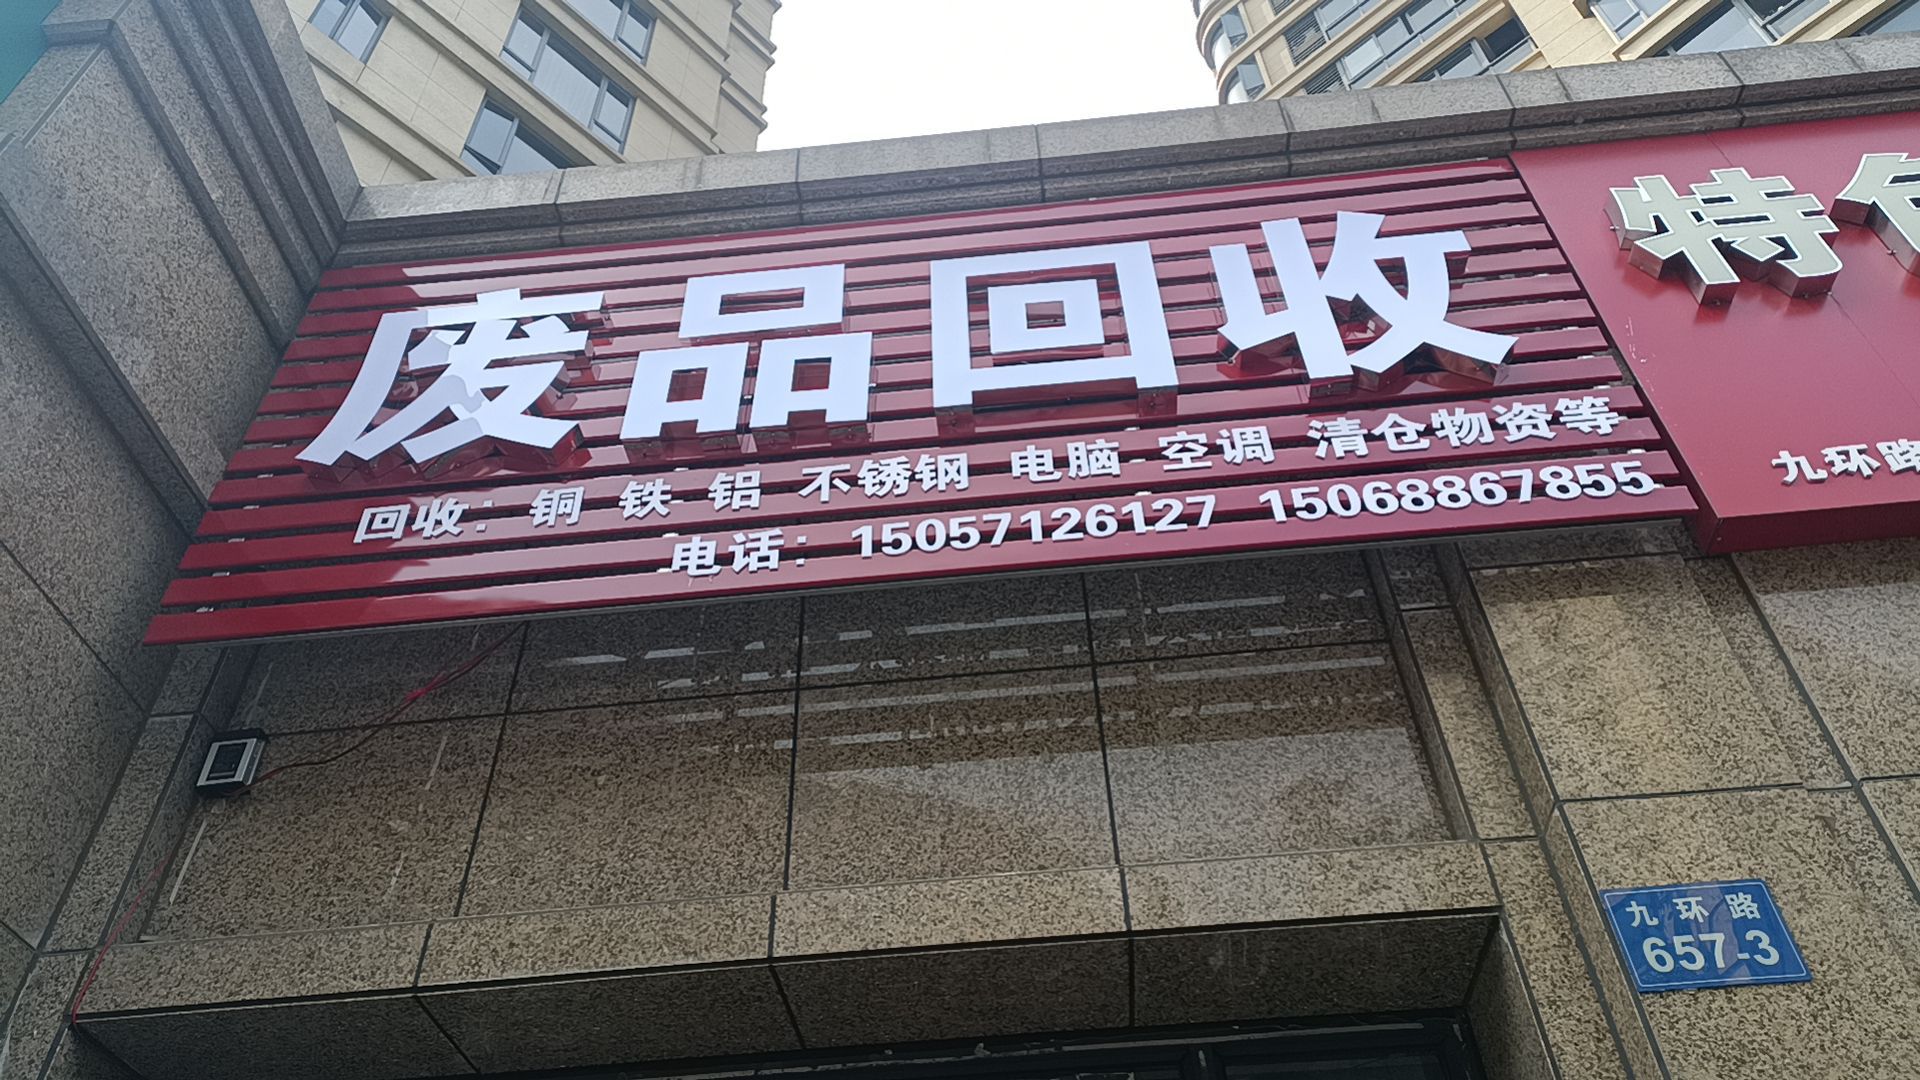 废品回收
回收：铜 铁 铝 不锈钢 电脑 空调 清仓物资等
电话：15057126127 15068867855
特
九环路
九环路
657-3